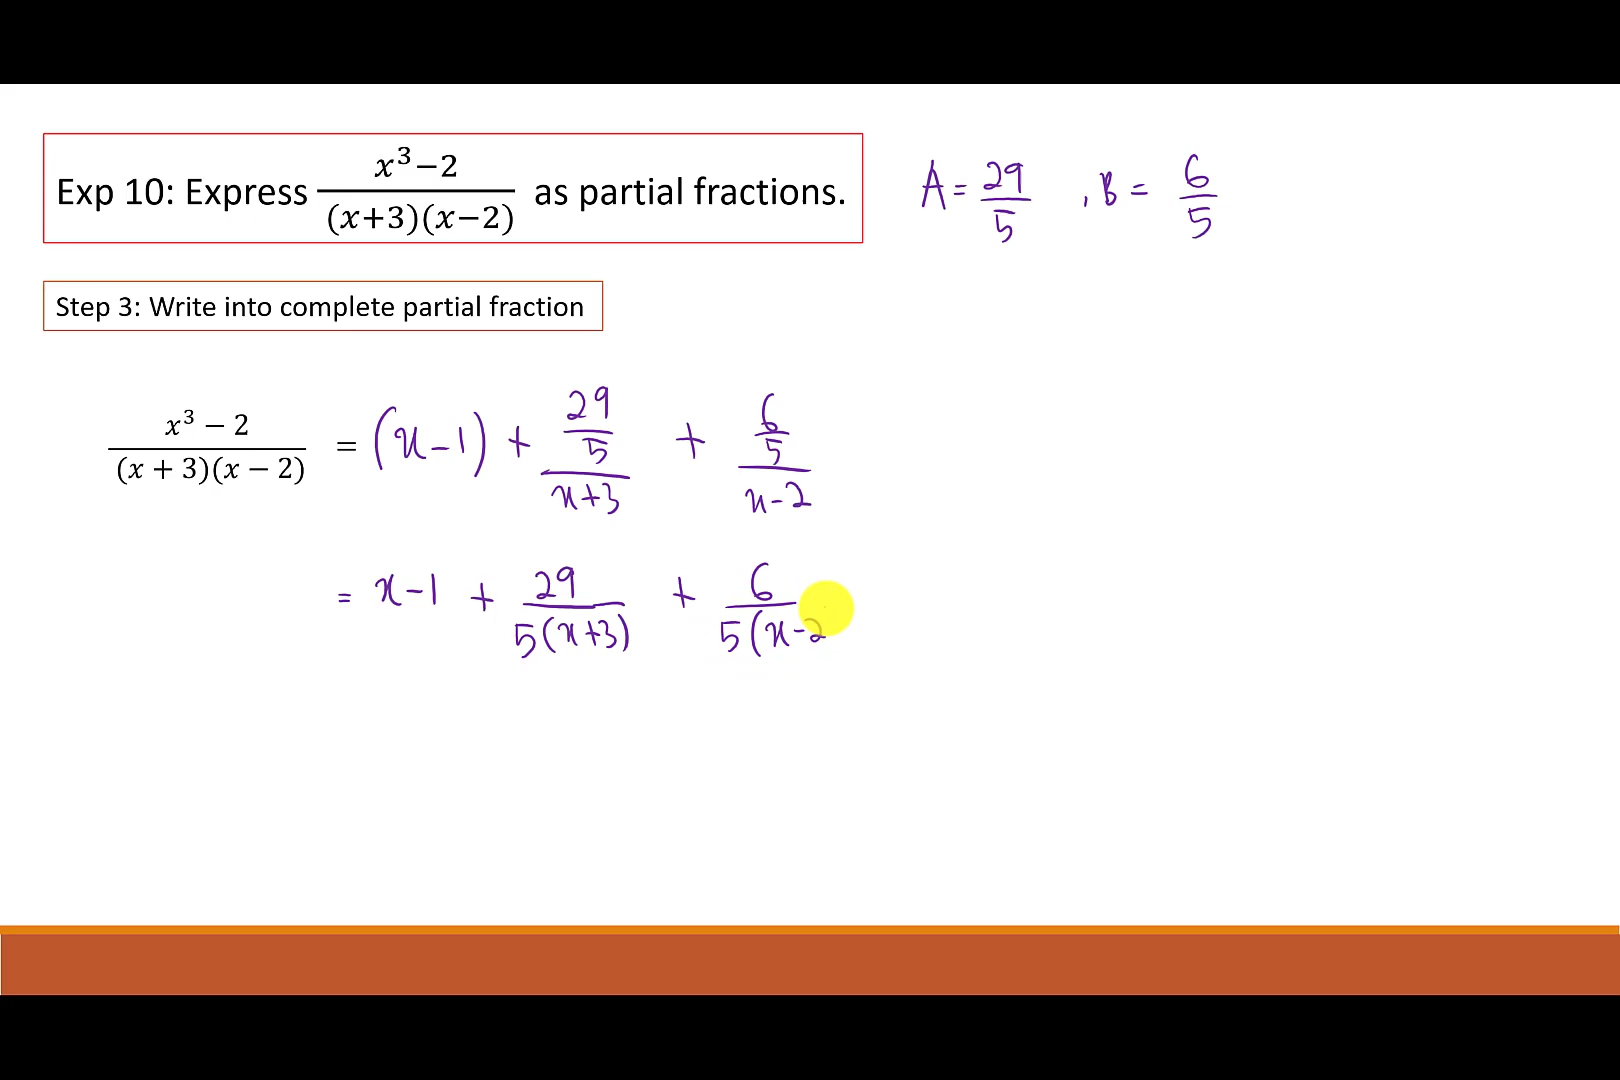 Exp 10: Express (x³−2)/((x+3)(x−2)) as partial fractions.
A = 29/5 , B = 6/5
Step 3: Write into complete partial fraction
(x³ − 2)/((x + 3)(x − 2)) = (x−1) + (29/5)/(x+3) + (6/5)/(x−2)
= x−1 + 29/(5(x+3)) + 6/(5(x−2